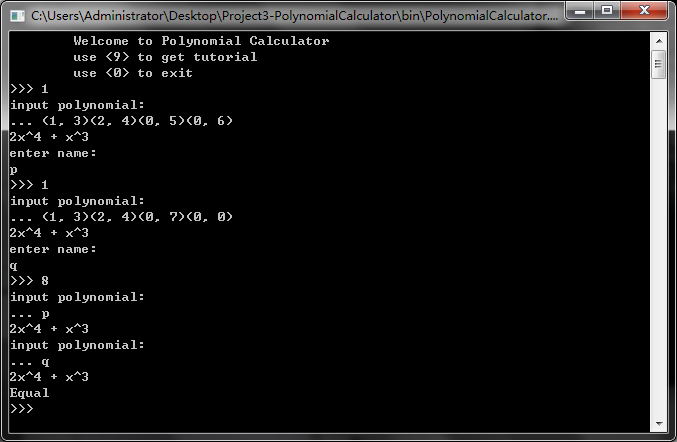 C:\Users\Administrator\Desktop\Project3-PolynomialCalculator\bin\PolynomialCalculator....
Welcome to Polynomial Calculator
use <9> to get tutorial
use <0> to exit
>>> 1
input polynomial:
... (1, 3)(2, 4)(0, 5)(0, 6)
2x^4 + x^3
enter name:
p
>>> 1
input polynomial:
... (1, 3)(2, 4)(0, 7)(0, 0)
2x^4 + x^3
enter name:
q
>>> 8
input polynomial:
... p
2x^4 + x^3
input polynomial:
... q
2x^4 + x^3
Equal
>>>